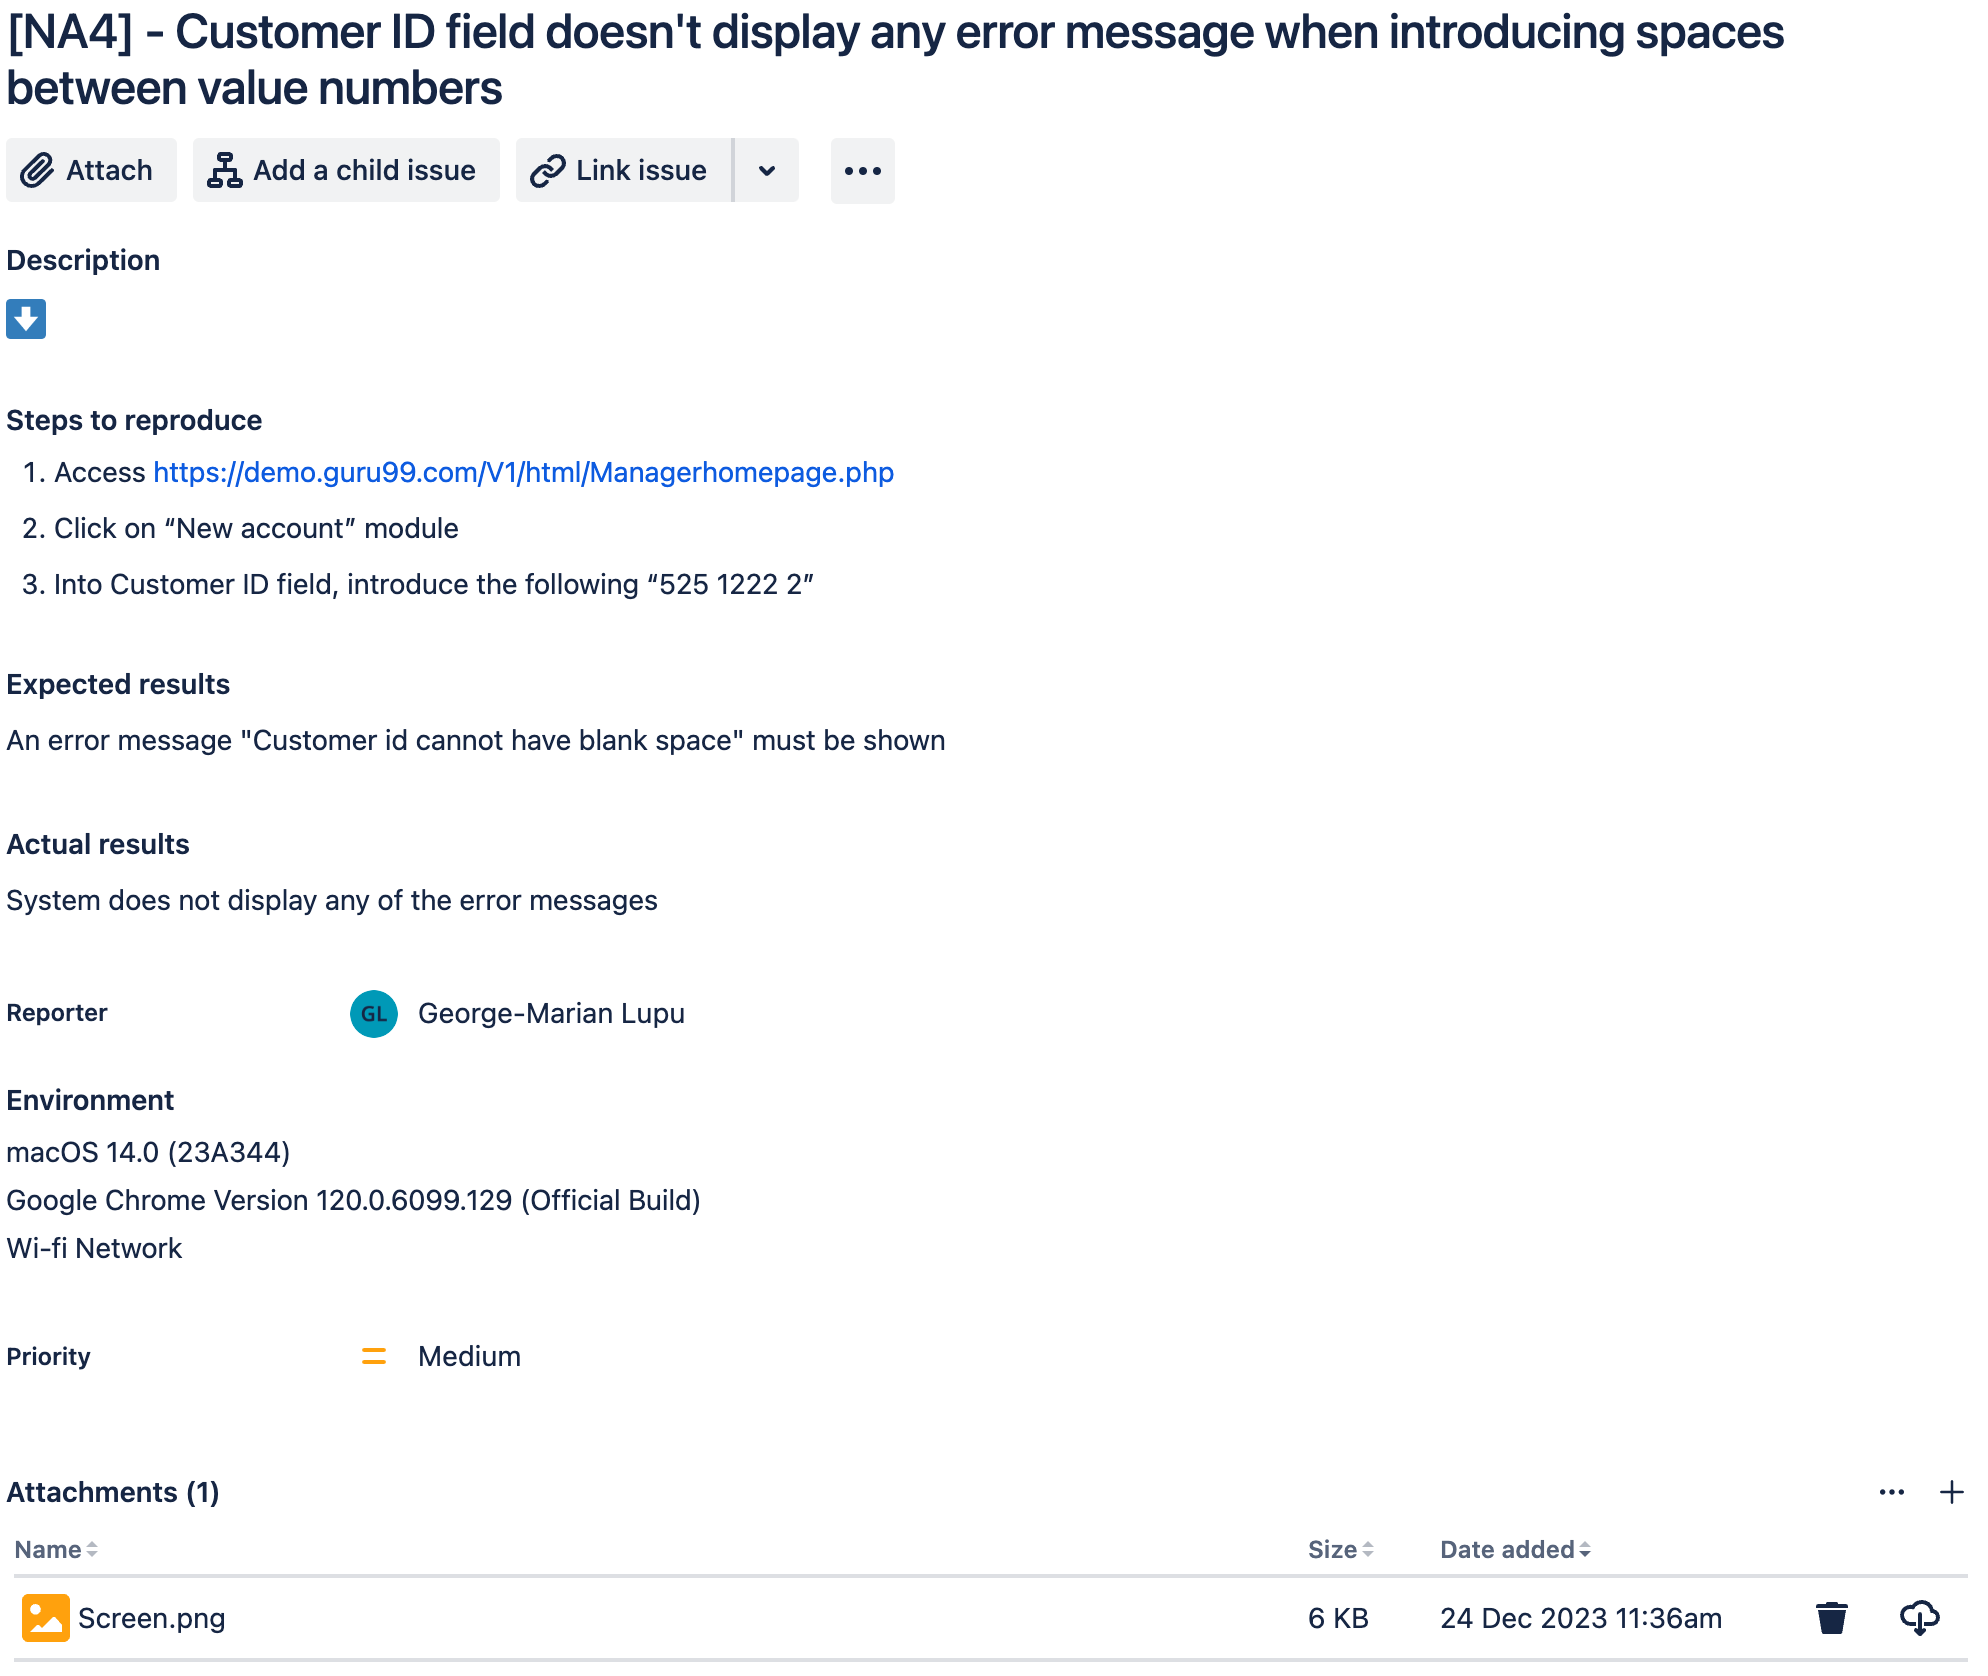 [NA4] - Customer ID field doesn't display any error message when introducing spaces
between value numbers
Attach Add a child issue Link issue
Description
Steps to reproduce
1. Access https://demo.guru99.com/V1/html/Managerhomepage.php
2. Click on “New account” module
3. Into Customer ID field, introduce the following “525 1222 2”
Expected results
An error message "Customer id cannot have blank space" must be shown
Actual results
System does not display any of the error messages
Reporter GL George-Marian Lupu
Environment
macOS 14.0 (23A344)
Google Chrome Version 120.0.6099.129 (Official Build)
Wi-fi Network
Priority Medium
Attachments (1)
Name Size Date added
Screen.png 6 KB 24 Dec 2023 11:36am